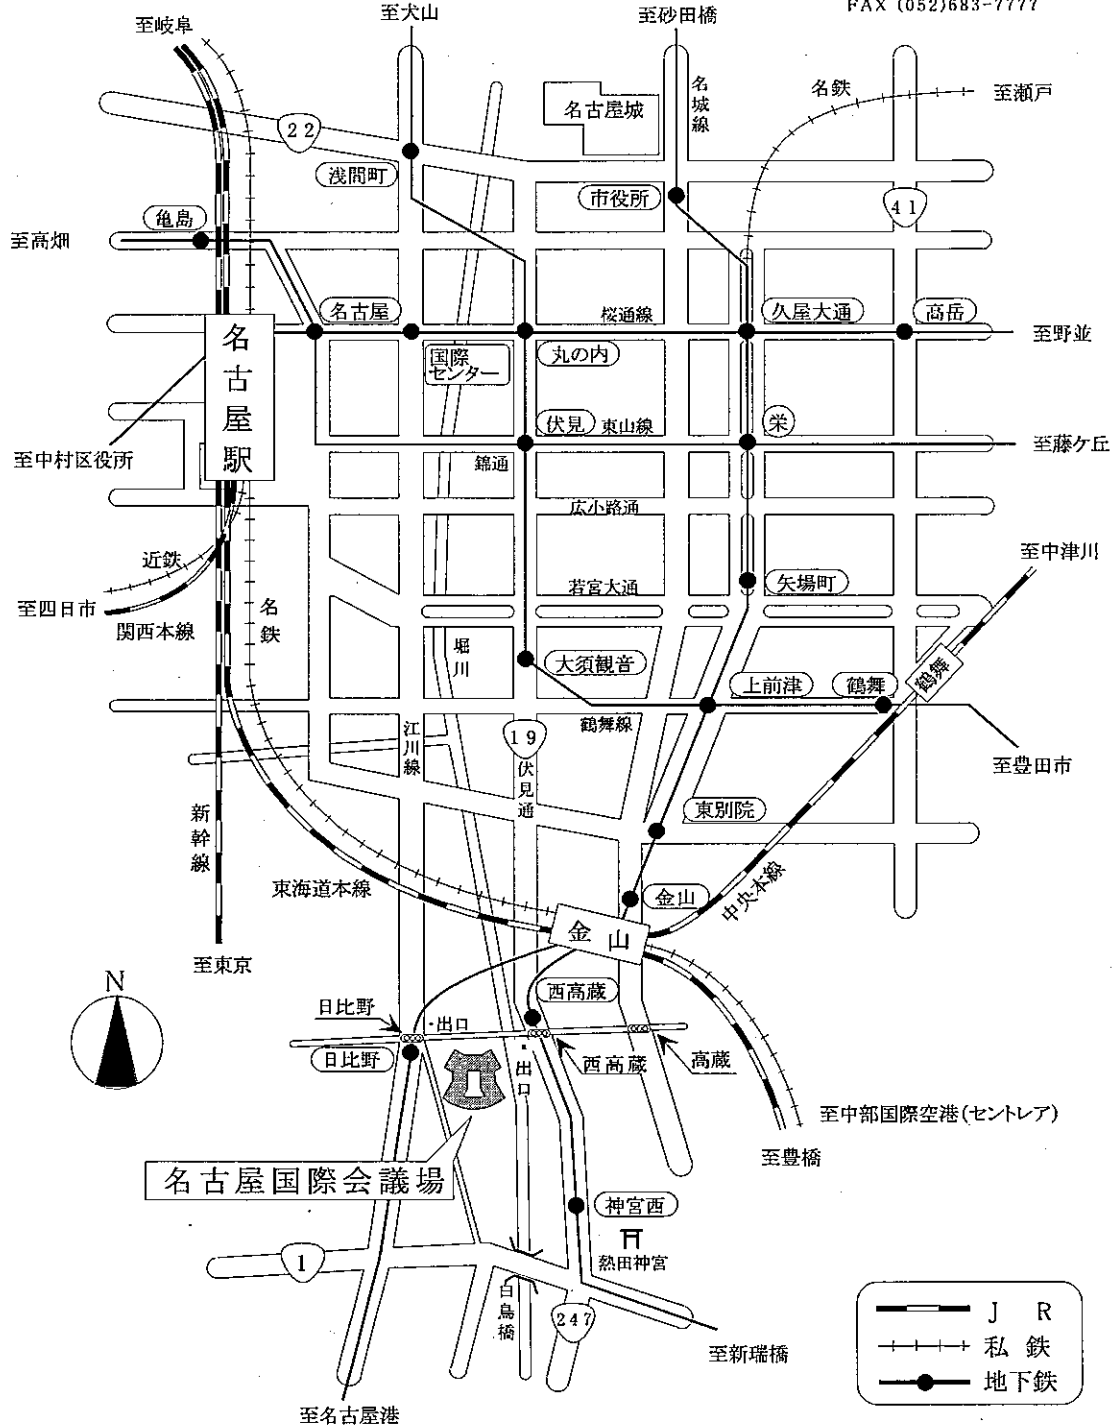 FAX (052)683-7777
至犬山
至砂田橋
至岐阜
名城線
名鉄
至瀬戸
名古屋城
22
浅間町
市役所
41
亀島
至高畑
名古屋
桜通線
久屋大通
高岳
至野並
名古屋駅
国際
センター
丸の内
伏見
東山線
栄
至藤ケ丘
至中村区役所
錦通
広小路通
至中津川
近鉄
若宮大通
矢場町
至四日市
関西本線
名鉄
堀川
大須観音
上前津
鶴舞
鶴舞
鶴舞線
江川線
19
伏見通
至豊田市
新幹線
東別院
東海道本線
金山
中央本線
金山
至東京
N
日比野
・出口
西高蔵
日比野
・出口
西高蔵
高蔵
至中部国際空港(セントレア)
至豊橋
名古屋国際会議場
神宮西
熱田神宮
1
白鳥橋
247
至新瑞橋
至名古屋港
JR
私鉄
地下鉄